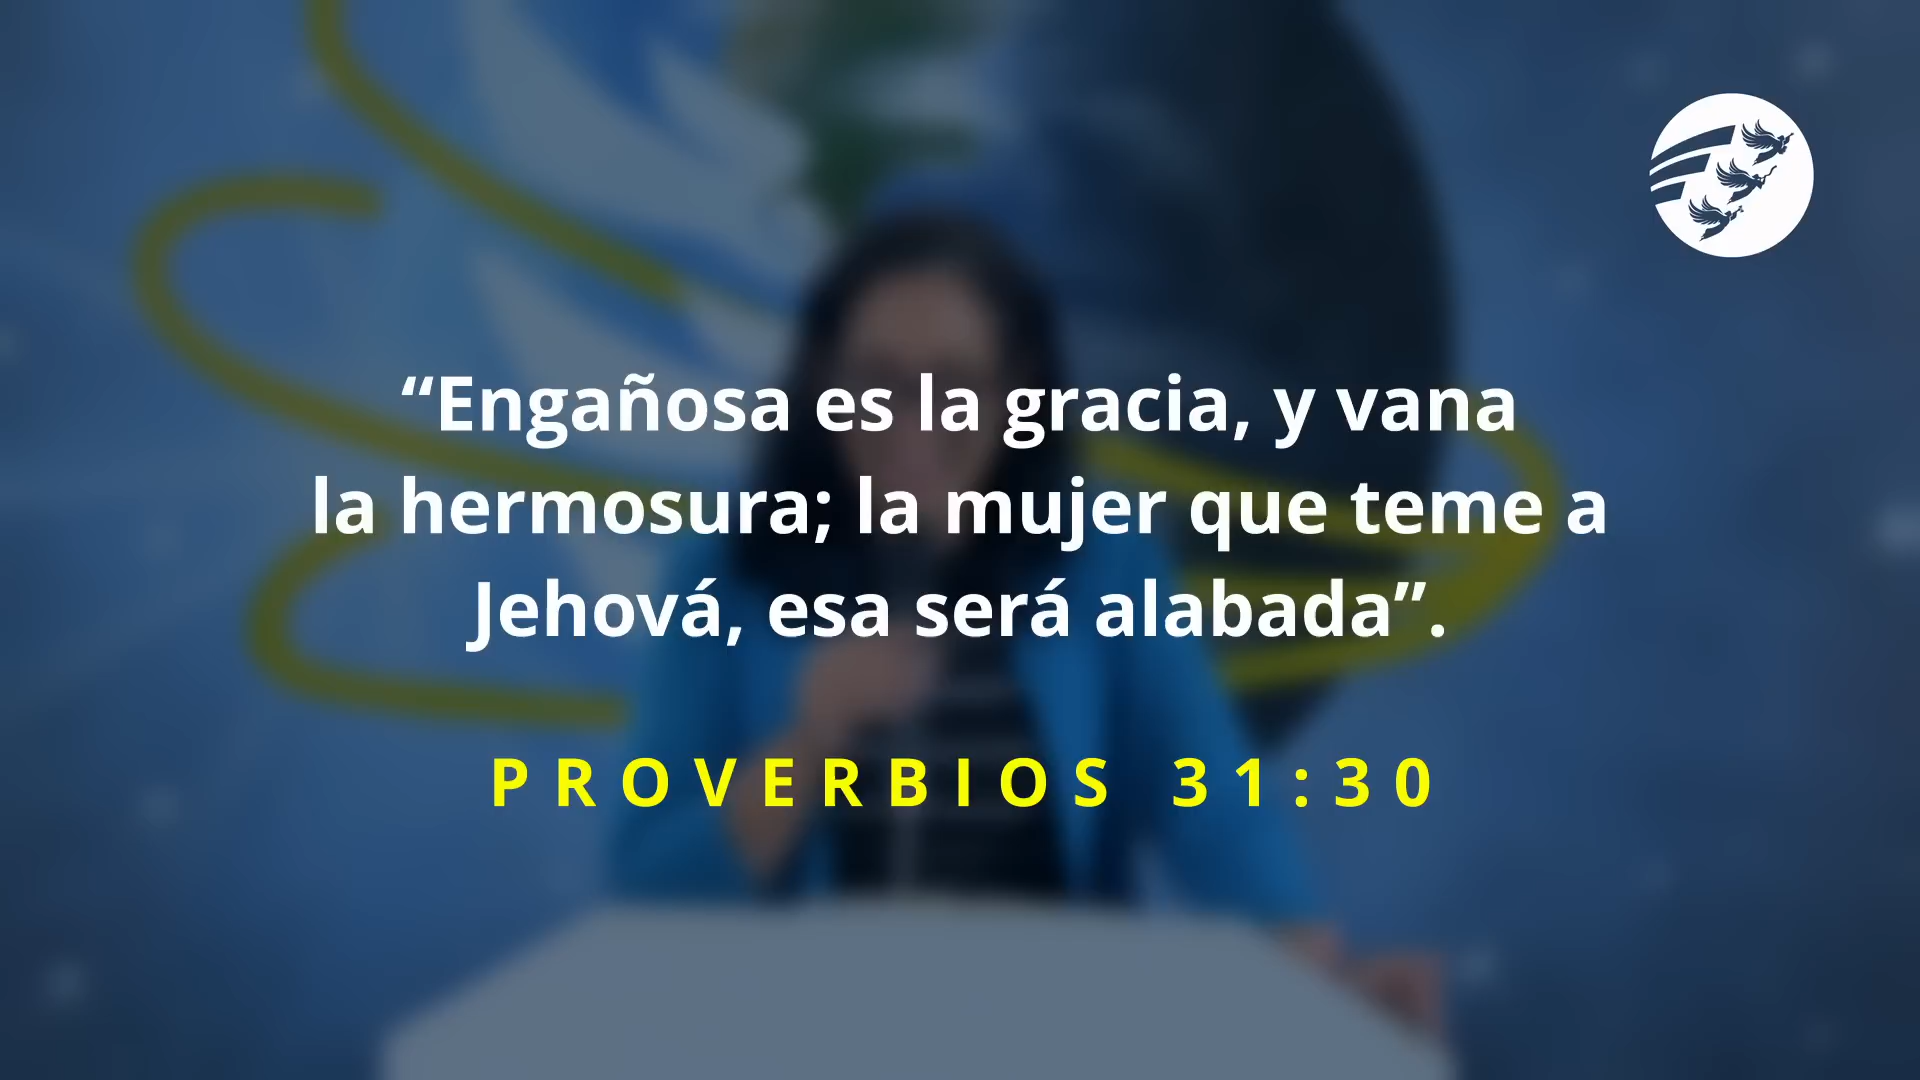 “Engañosa es la gracia, y vana
la hermosura; la mujer que teme a
Jehová, esa será alabada”.
PROVERBIOS 31:30